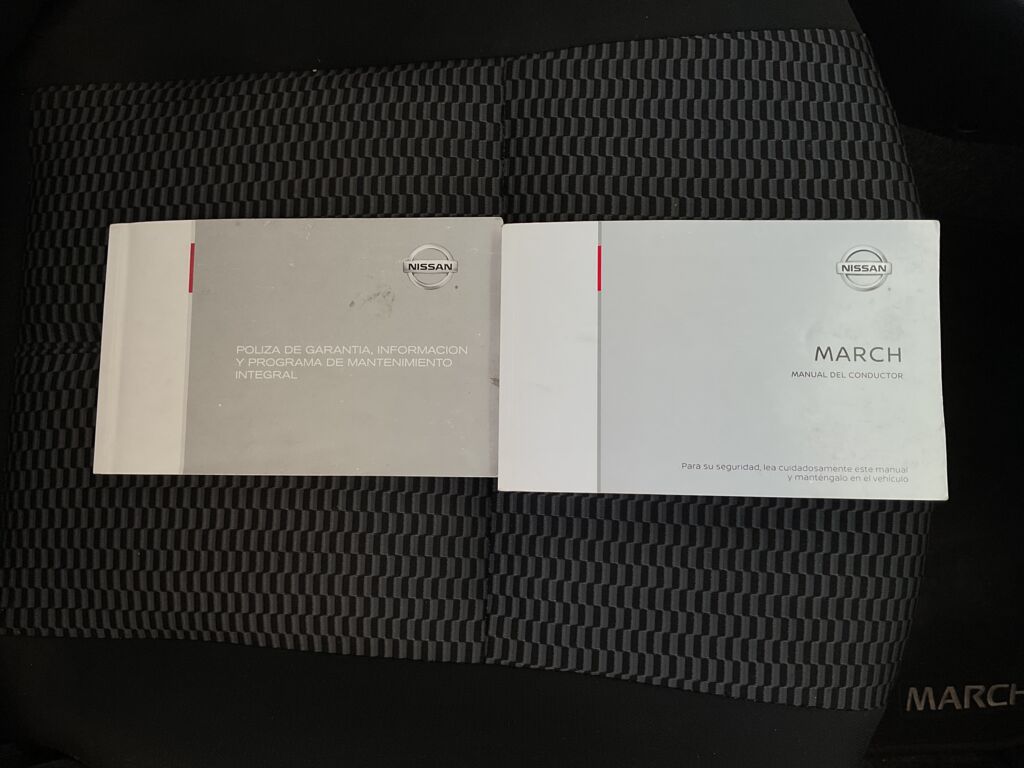 NISSAN
POLIZA DE GARANTIA, INFORMACION
Y PROGRAMA DE MANTENIMIENTO
INTEGRAL
NISSAN
MARCH
MANUAL DEL CONDUCTOR
Para su seguridad, lea cuidadosamente este manual
y manténgalo en el vehículo
MARCH